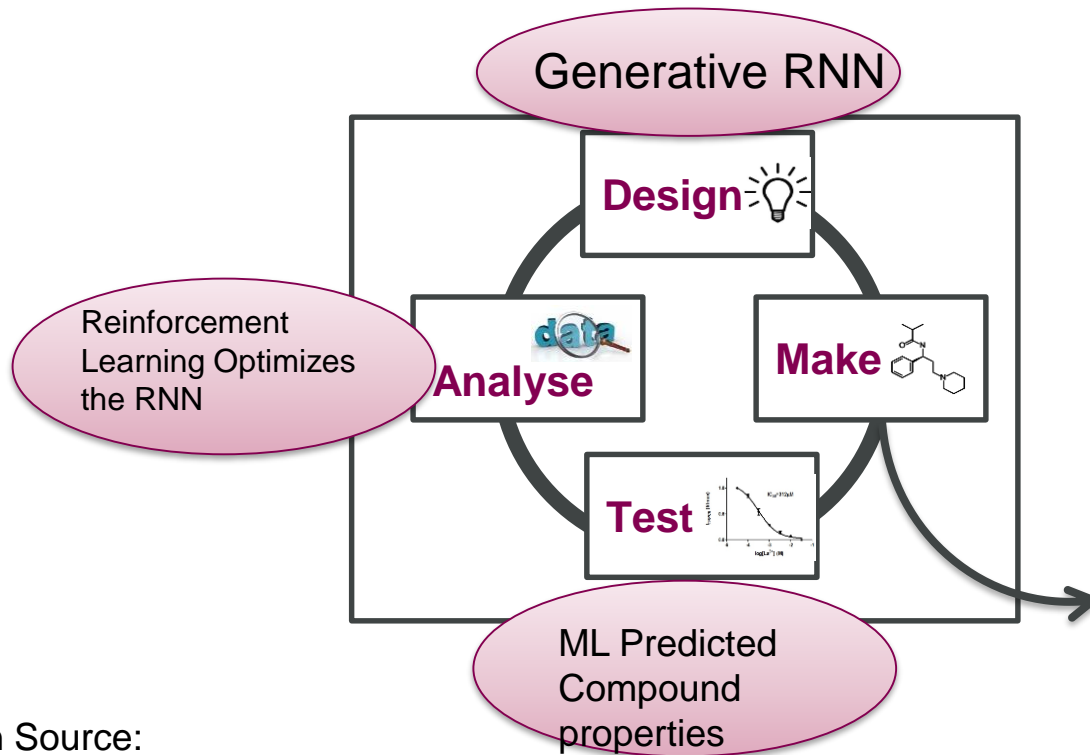 Generative RNN
Design
Reinforcement
Learning Optimizes
the RNN
data
Analyse
Make
O
N
N
Test
ML Predicted
Compound
properties
Source: